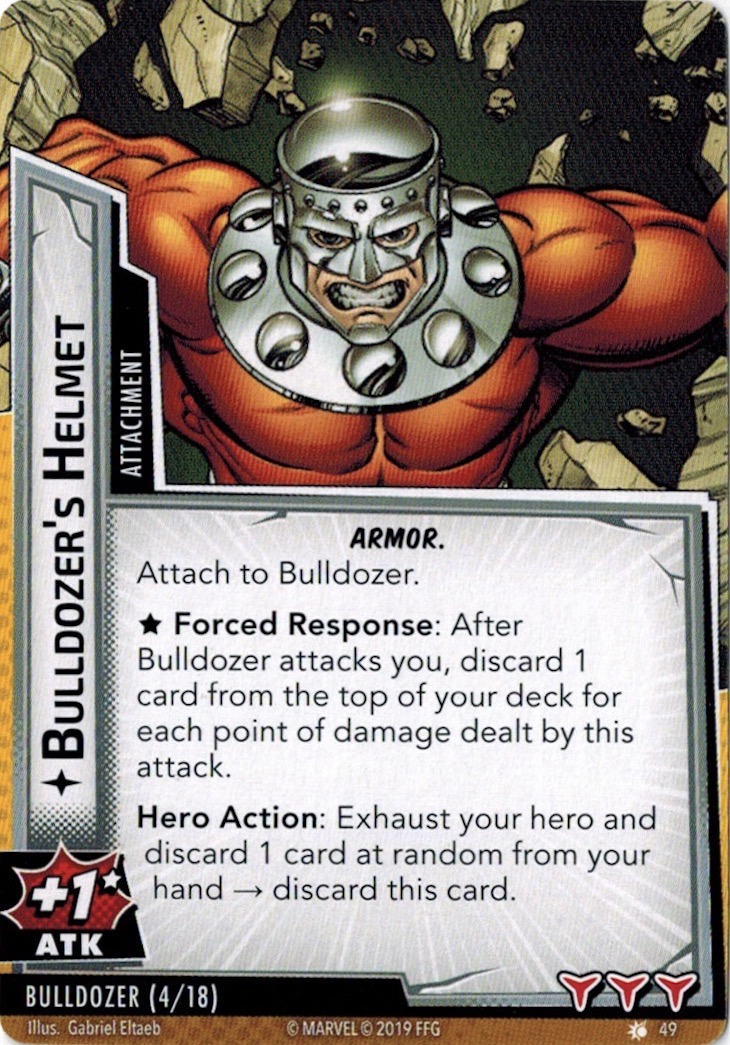 ATTACHMENT
BULLDOZER'S HELMET
ARMOR.
Attach to Bulldozer.
★ Forced Response: After
Bulldozer attacks you, discard 1
card from the top of your deck for
each point of damage dealt by this
attack.
Hero Action: Exhaust your hero and
discard 1 card at random from your
hand → discard this card.
+1★
ATK
BULLDOZER (4/18)
Illus. Gabriel Eltaeb
© MARVEL © 2019 FFG
49